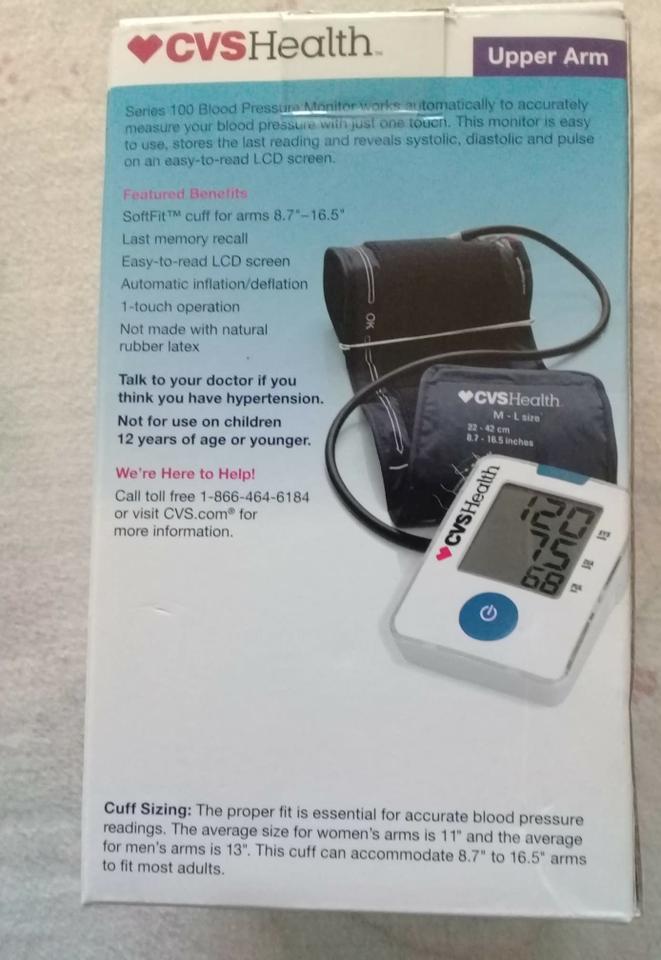 CVSHealth™
Upper Arm
Series 100 Blood Pressure Monitor works automatically to accurately
measure your blood pressure with just one touch. This monitor is easy
to use, stores the last reading and reveals systolic, diastolic and pulse
on an easy-to-read LCD screen.
Featured Benefits
SoftFit™ cuff for arms 8.7"–16.5"
Last memory recall
Easy-to-read LCD screen
Automatic inflation/deflation
1-touch operation
Not made with natural
rubber latex
Talk to your doctor if you
think you have hypertension.
Not for use on children
12 years of age or younger.
We're Here to Help!
Call toll free 1-866-464-6184
or visit CVS.com® for
more information.
OK
CVSHealth
M - L size
22 - 42 cm
8.7 - 16.5 inches
CVSHealth
120
75
68
Cuff Sizing: The proper fit is essential for accurate blood pressure
readings. The average size for women's arms is 11" and the average
for men's arms is 13". This cuff can accommodate 8.7" to 16.5" arms
to fit most adults.